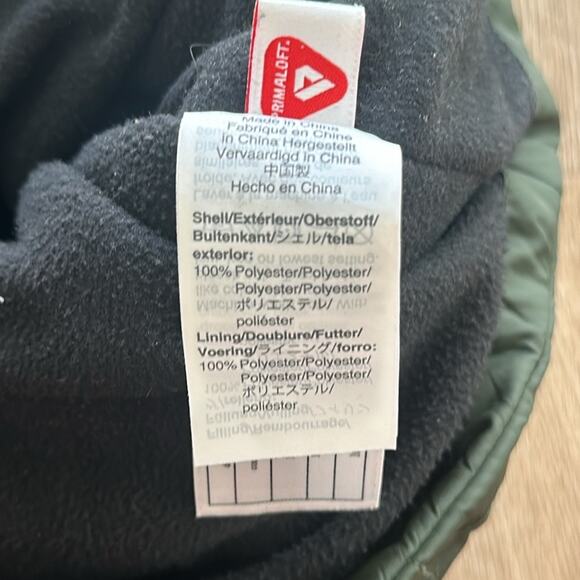 PRIMALOFT
Made in China
Fabriqué en Chine
In China Hergestellt
Vervaardigd in China
中国製
Hecho en China
Shell/Extérieur/Oberstoff/
Buitenkant/シェル/tela
exterior:
100% Polyester/Polyester/
Polyester/Polyester/
ポリエステル/
poliéster
Lining/Doublure/Futter/
Voering/ライニング/forro:
100% Polyester/Polyester/
Polyester/Polyester/
ポリエステル/
poliéster